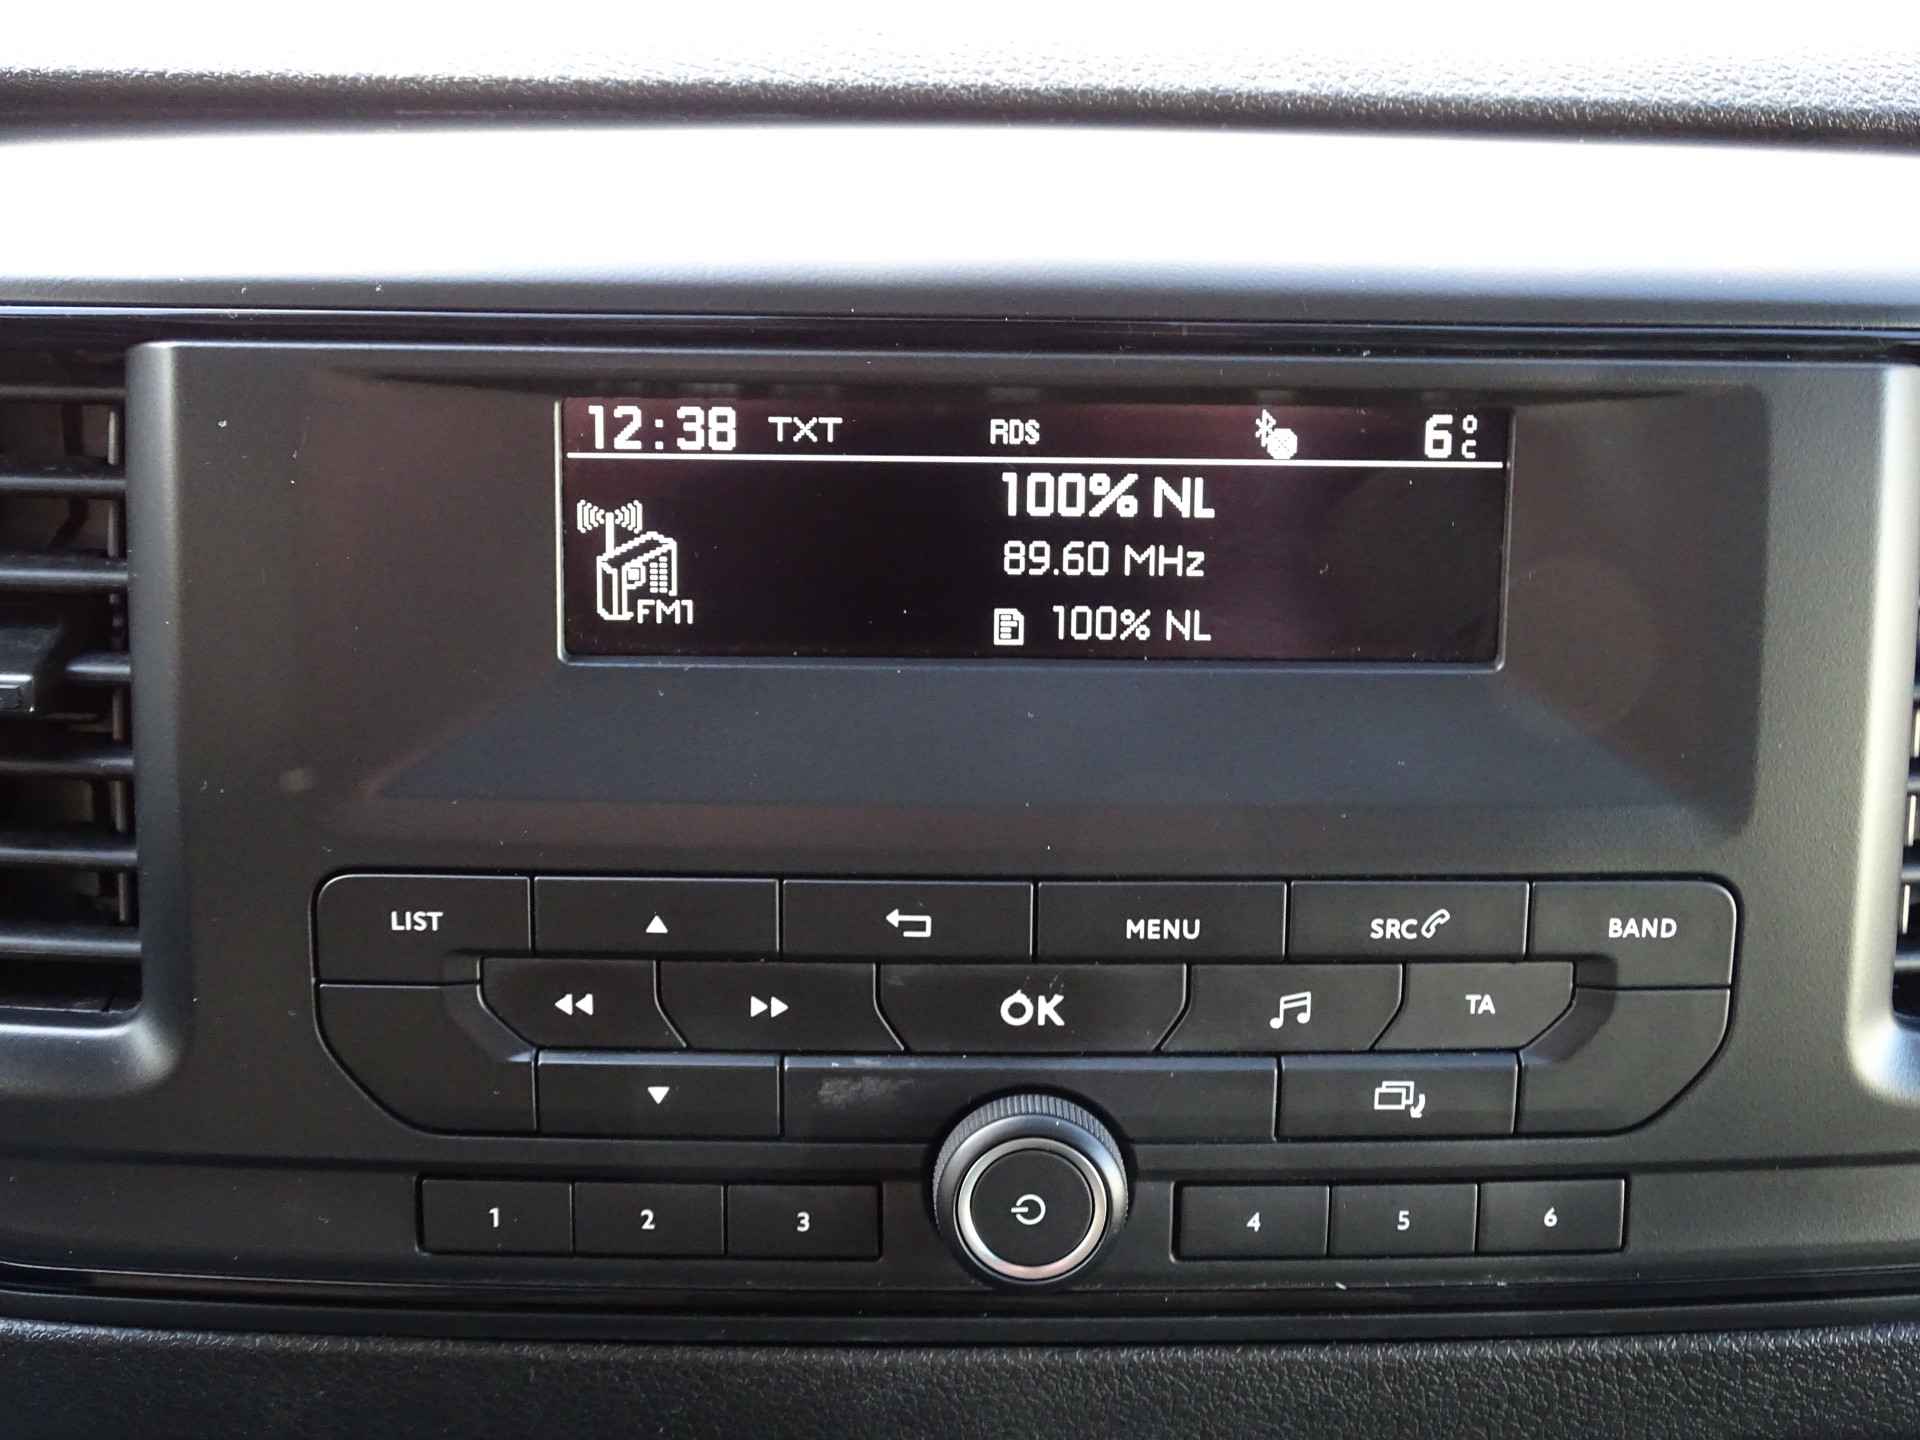 12:38 TXT RDS 6°C
100% NL
89.60 MHz
FM1 100% NL
LIST MENU SRC BAND
OK TA
1 2 3 4 5 6